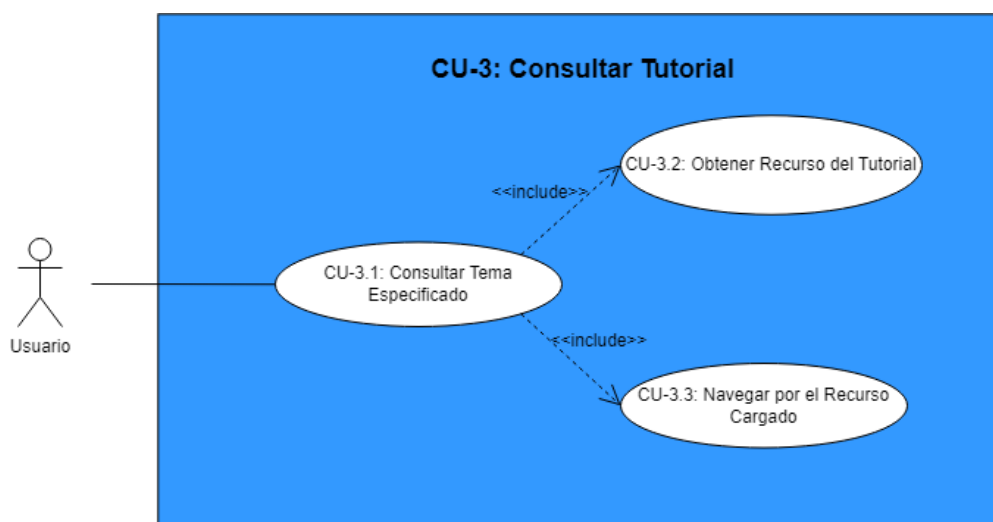 CU-3: Consultar Tutorial
CU-3.2: Obtener Recurso del Tutorial
<<include>>
CU-3.1: Consultar Tema
Especificado
Usuario
<<include>>
CU-3.3: Navegar por el Recurso
Cargado